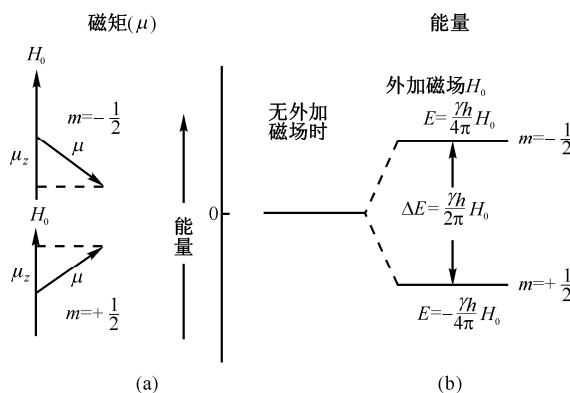 磁矩(μ)
H₀
m=-1/2
μz
μ
H₀
μz
μ
m=+1/2
(a)
能量
0
能量
无外加
磁场时
外加磁场H₀
E=γh/4π H₀
m=-1/2
ΔE=γh/2π H₀
m=+1/2
E=-γh/4π H₀
(b)